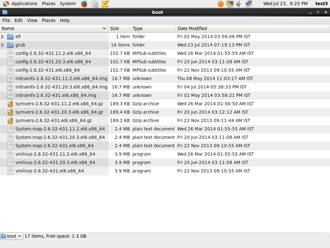 Applications Places System Wed Jul 23, 9:25 PM test3
boot
File Edit View Places Help
Name Size Type Date Modified
efi 1 item folder Fri 02 May 2014 03:56:06 PM IST
grub 16 items folder Wed 23 Jul 2014 07:19:13 PM IST
config-2.6.32-431.11.2.el6.x86_64 102.7 KB MPSub subtitles Wed 26 Mar 2014 01:55:55 AM IST
config-2.6.32-431.20.3.el6.x86_64 102.7 KB MPSub subtitles Fri 20 Jun 2014 03:11:08 AM IST
config-2.6.32-431.el6.x86_64 102.7 KB MPSub subtitles Fri 22 Nov 2013 09:10:55 AM IST
initramfs-2.6.32-431.11.2.el6.x86_64.img 16.7 MB unknown Thu 08 May 2014 11:03:27 AM IST
initramfs-2.6.32-431.20.3.el6.x86_64.img 16.7 MB unknown Fri 04 Jul 2014 05:38:33 PM IST
initramfs-2.6.32-431.el6.x86_64.img 16.7 MB unknown Fri 02 May 2014 03:58:21 PM IST
symvers-2.6.32-431.11.2.el6.x86_64.gz 189.4 KB Gzip archive Wed 26 Mar 2014 01:56:50 AM IST
symvers-2.6.32-431.20.3.el6.x86_64.gz 189.4 KB Gzip archive Fri 20 Jun 2014 03:12:12 AM IST
symvers-2.6.32-431.el6.x86_64.gz 189.2 KB Gzip archive Fri 22 Nov 2013 09:11:44 AM IST
System.map-2.6.32-431.11.2.el6.x86_64 2.4 MB plain text document Wed 26 Mar 2014 01:55:55 AM IST
System.map-2.6.32-431.20.3.el6.x86_64 2.4 MB plain text document Fri 20 Jun 2014 03:11:08 AM IST
System.map-2.6.32-431.el6.x86_64 2.4 MB plain text document Fri 22 Nov 2013 09:10:55 AM IST
vmlinuz-2.6.32-431.11.2.el6.x86_64 3.9 MB program Wed 26 Mar 2014 01:55:55 AM IST
vmlinuz-2.6.32-431.20.3.el6.x86_64 3.9 MB program Fri 20 Jun 2014 03:11:08 AM IST
vmlinuz-2.6.32-431.el6.x86_64 3.9 MB program Fri 22 Nov 2013 09:10:55 AM IST
boot 17 items, Free space: 1.3 GB